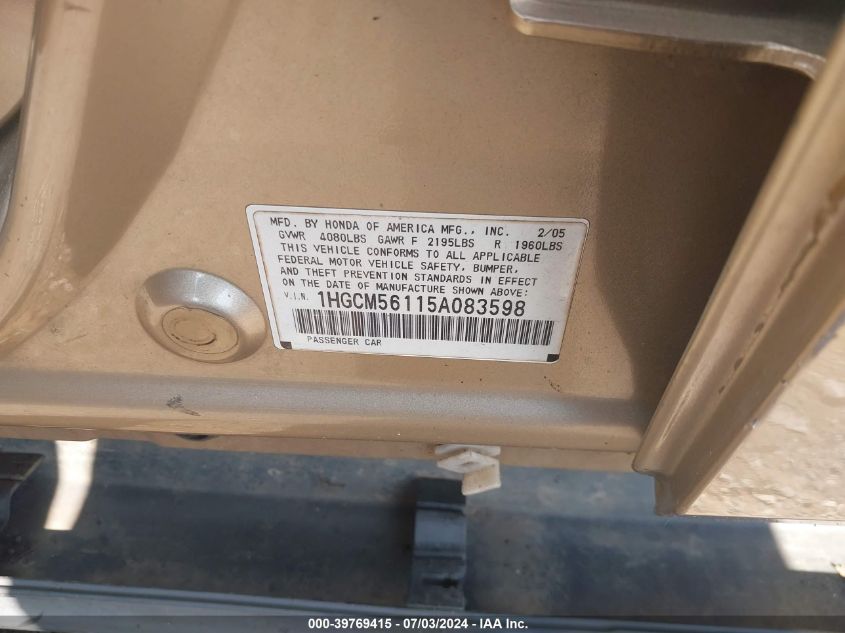 MFD. BY HONDA OF AMERICA MFG., INC. 2/05
GVWR 4080LBS GAWR F 2195LBS R 1960LBS
THIS VEHICLE CONFORMS TO ALL APPLICABLE
FEDERAL MOTOR VEHICLE SAFETY, BUMPER,
AND THEFT PREVENTION STANDARDS IN EFFECT
ON THE DATE OF MANUFACTURE SHOWN ABOVE:
V.I.N. 1HGCM56115A083598
PASSENGER CAR
000-39769415 - 07/03/2024 - IAA Inc.